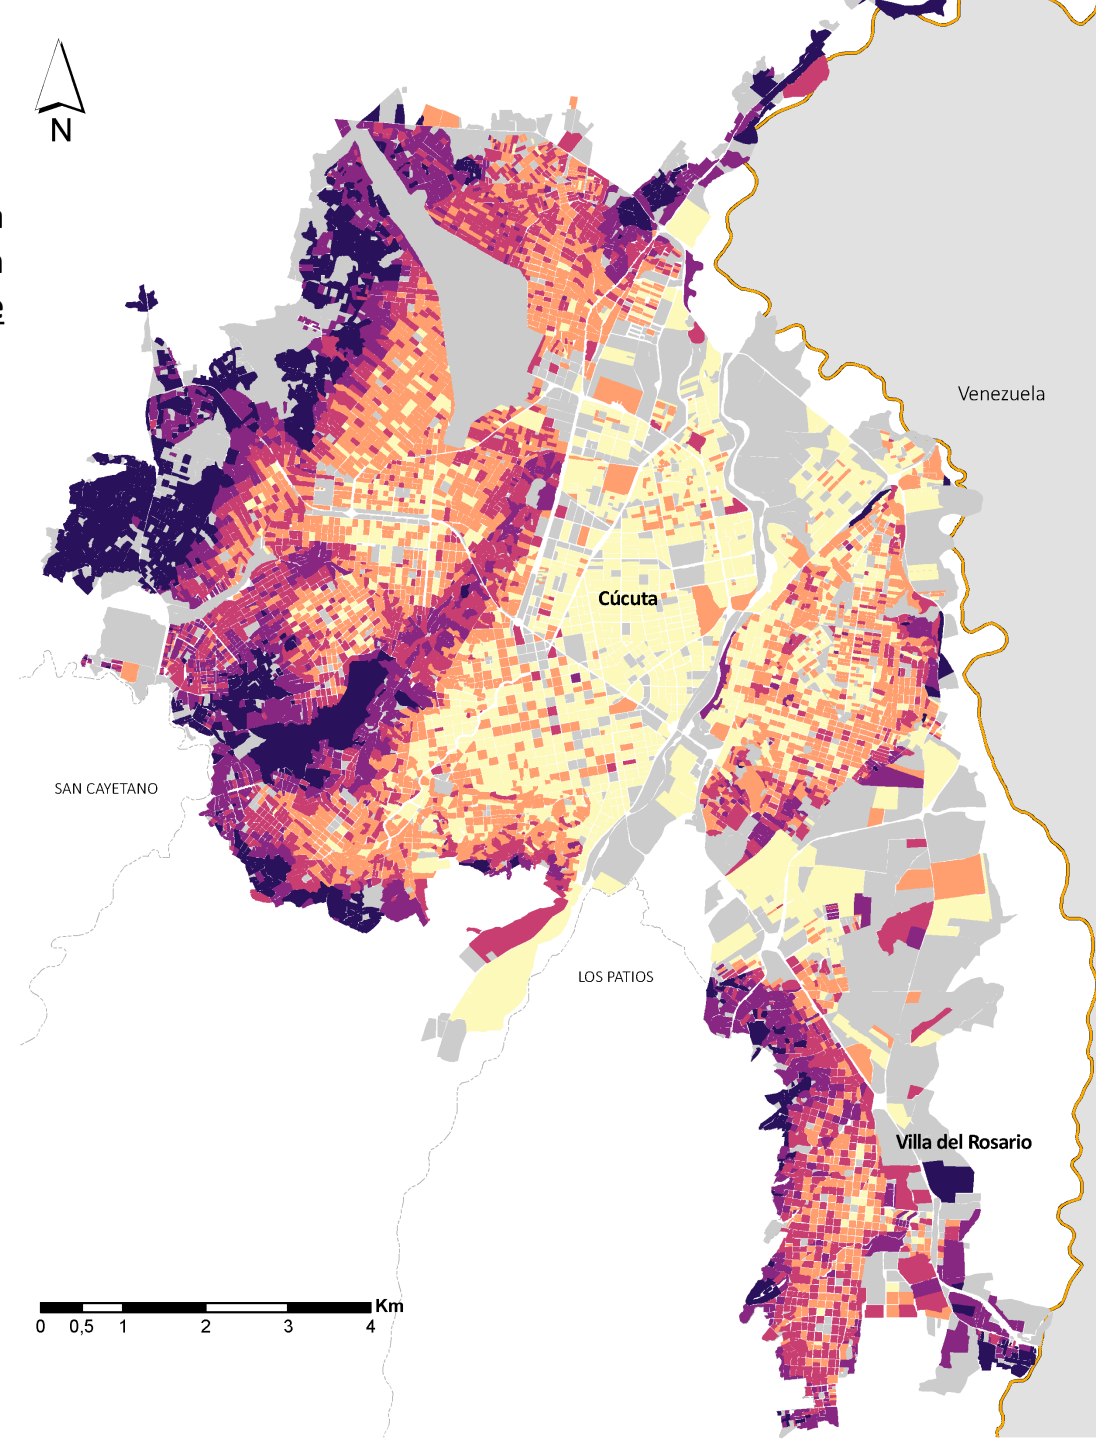 N
Venezuela
Cúcuta
SAN CAYETANO
LOS PATIOS
Villa del Rosario
Km
0 0,5 1 2 3 4